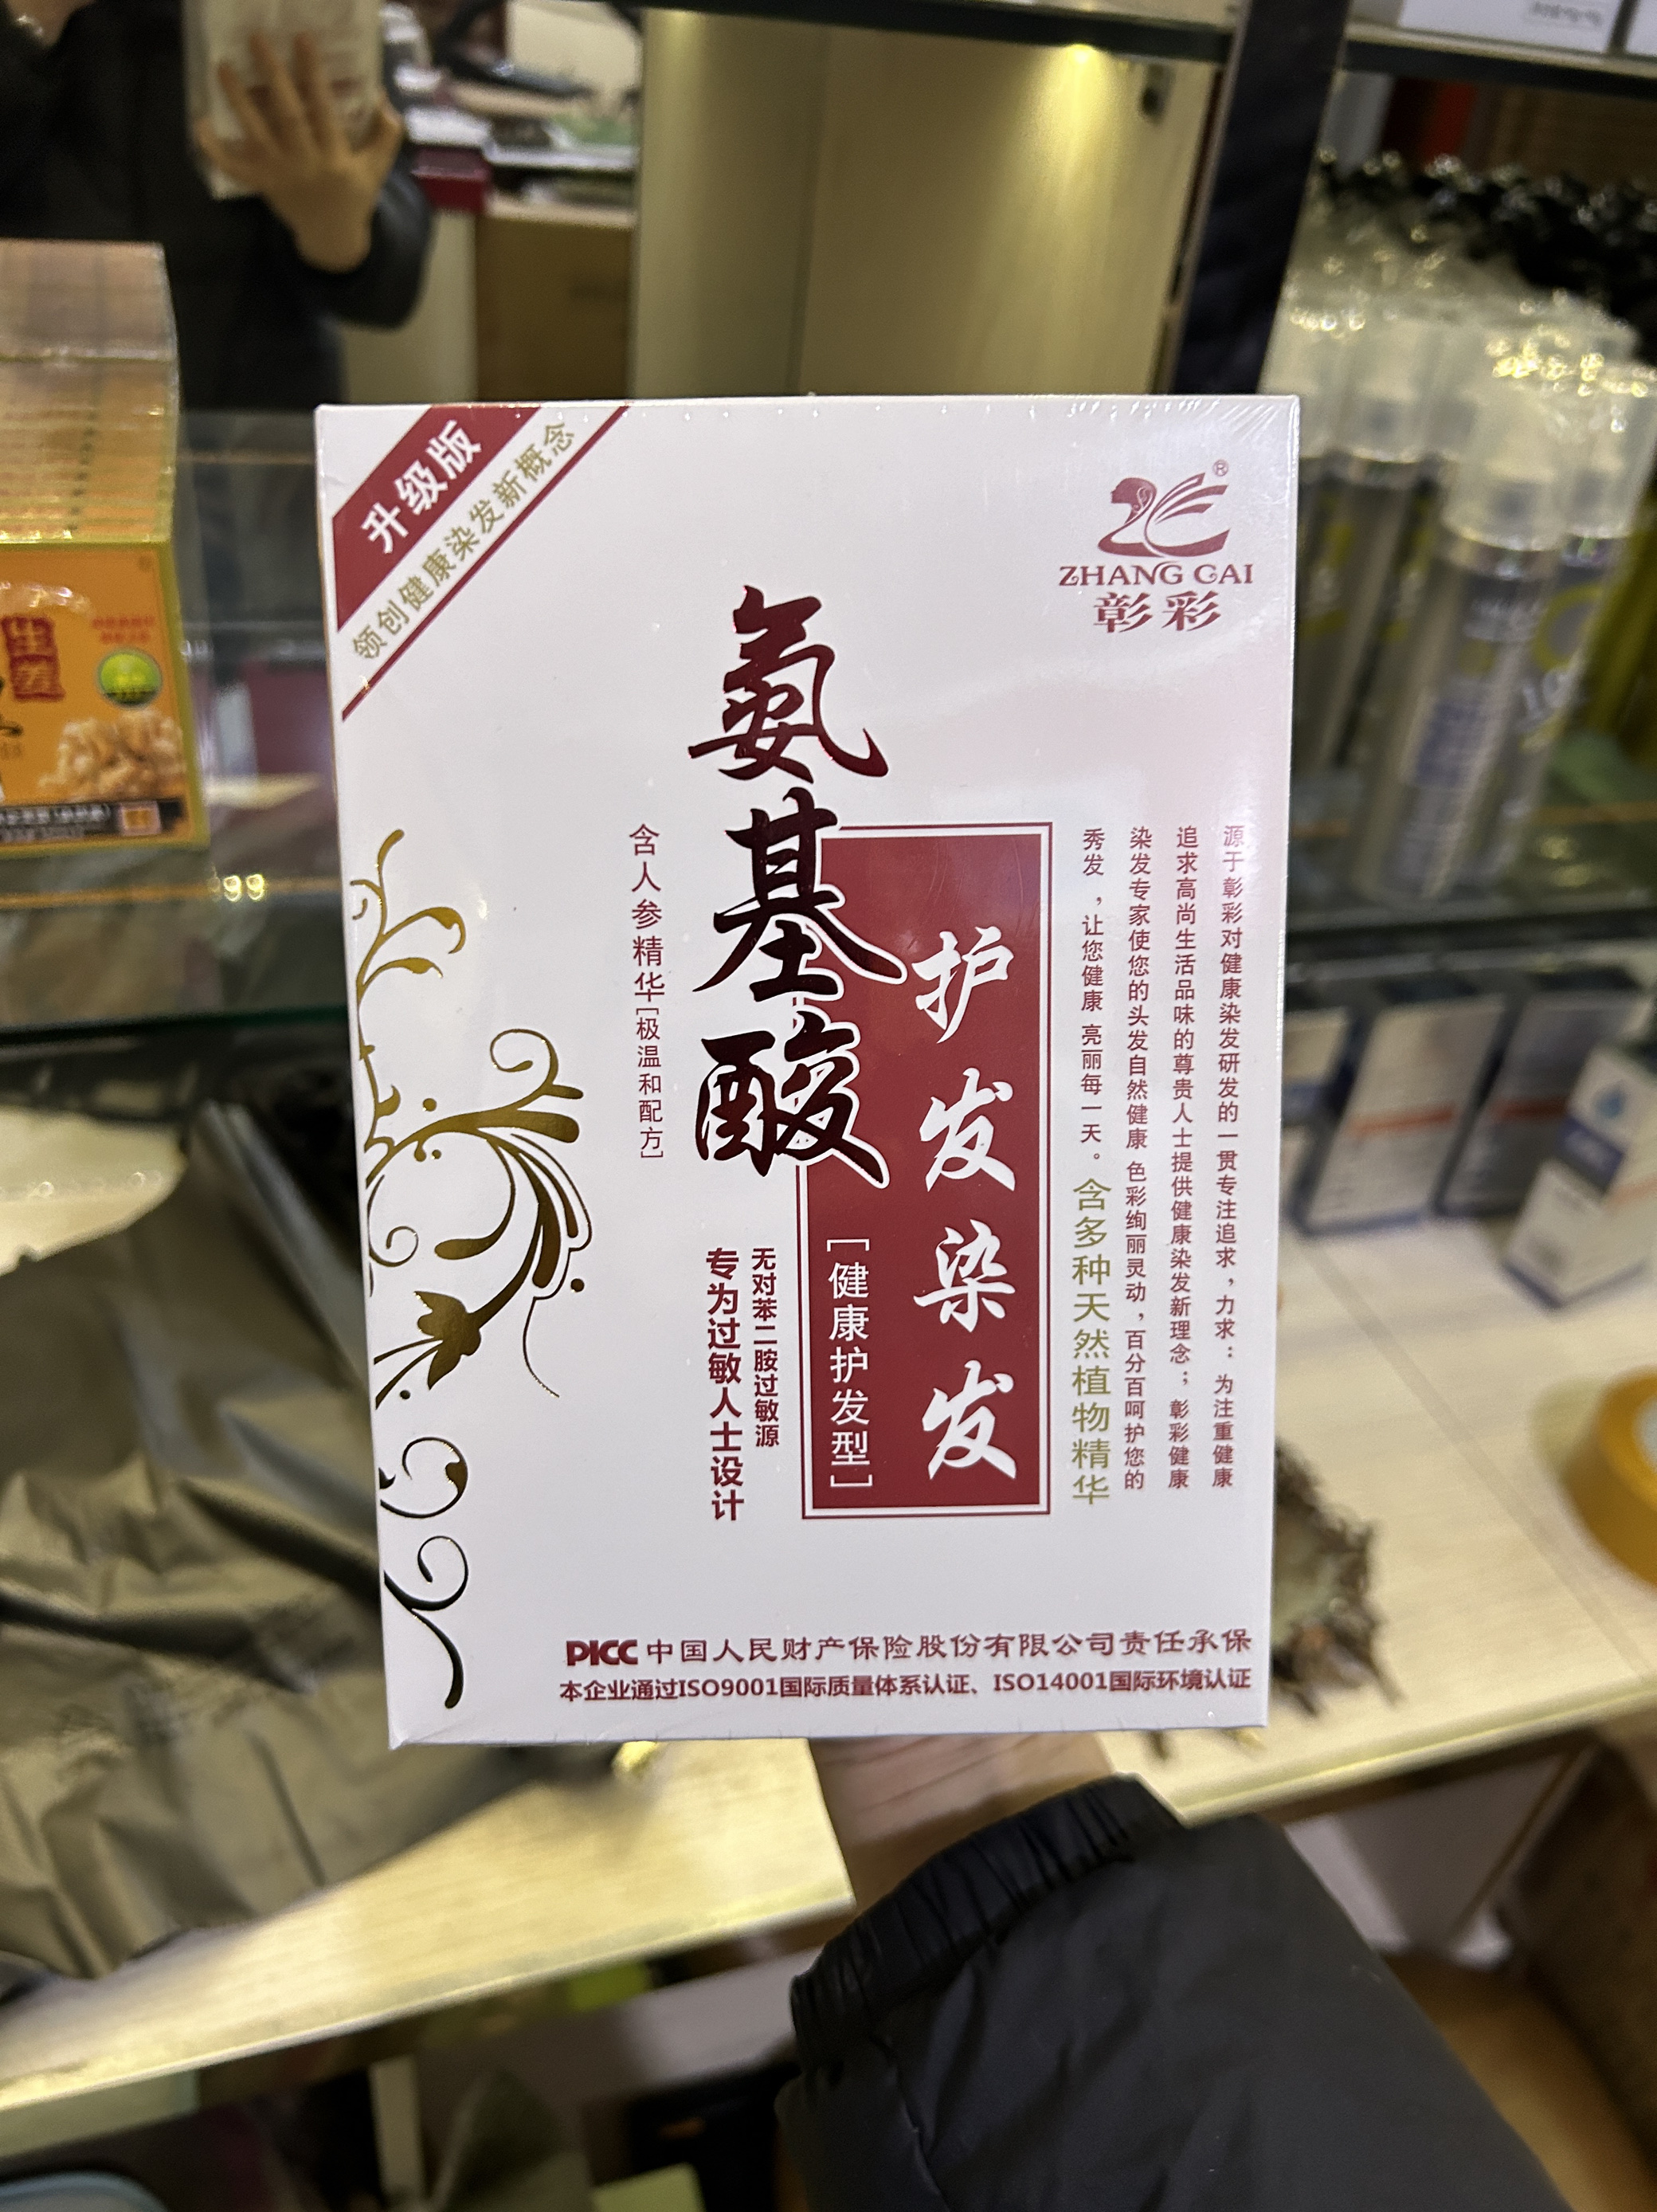 升级版
领创健康染发新概念
®
ZHANG CAI
彰彩
氨基酸
护发染发
[健康护发型]
含人参精华[极温和配方]
无对苯二胺过敏源
专为过敏人士设计
源于彰彩对健康染发研发的一贯专注追求，力求：为注重健康
追求高尚生活品味的尊贵人士提供健康染发新理念；彰彩健康
染发专家使您的头发自然健康 色彩绚丽灵动，百分百呵护您的
秀发，让您健康 亮丽每一天。含多种天然植物精华
PICC 中国人民财产保险股份有限公司责任承保
本企业通过ISO9001国际质量体系认证、ISO14001国际环境认证
99